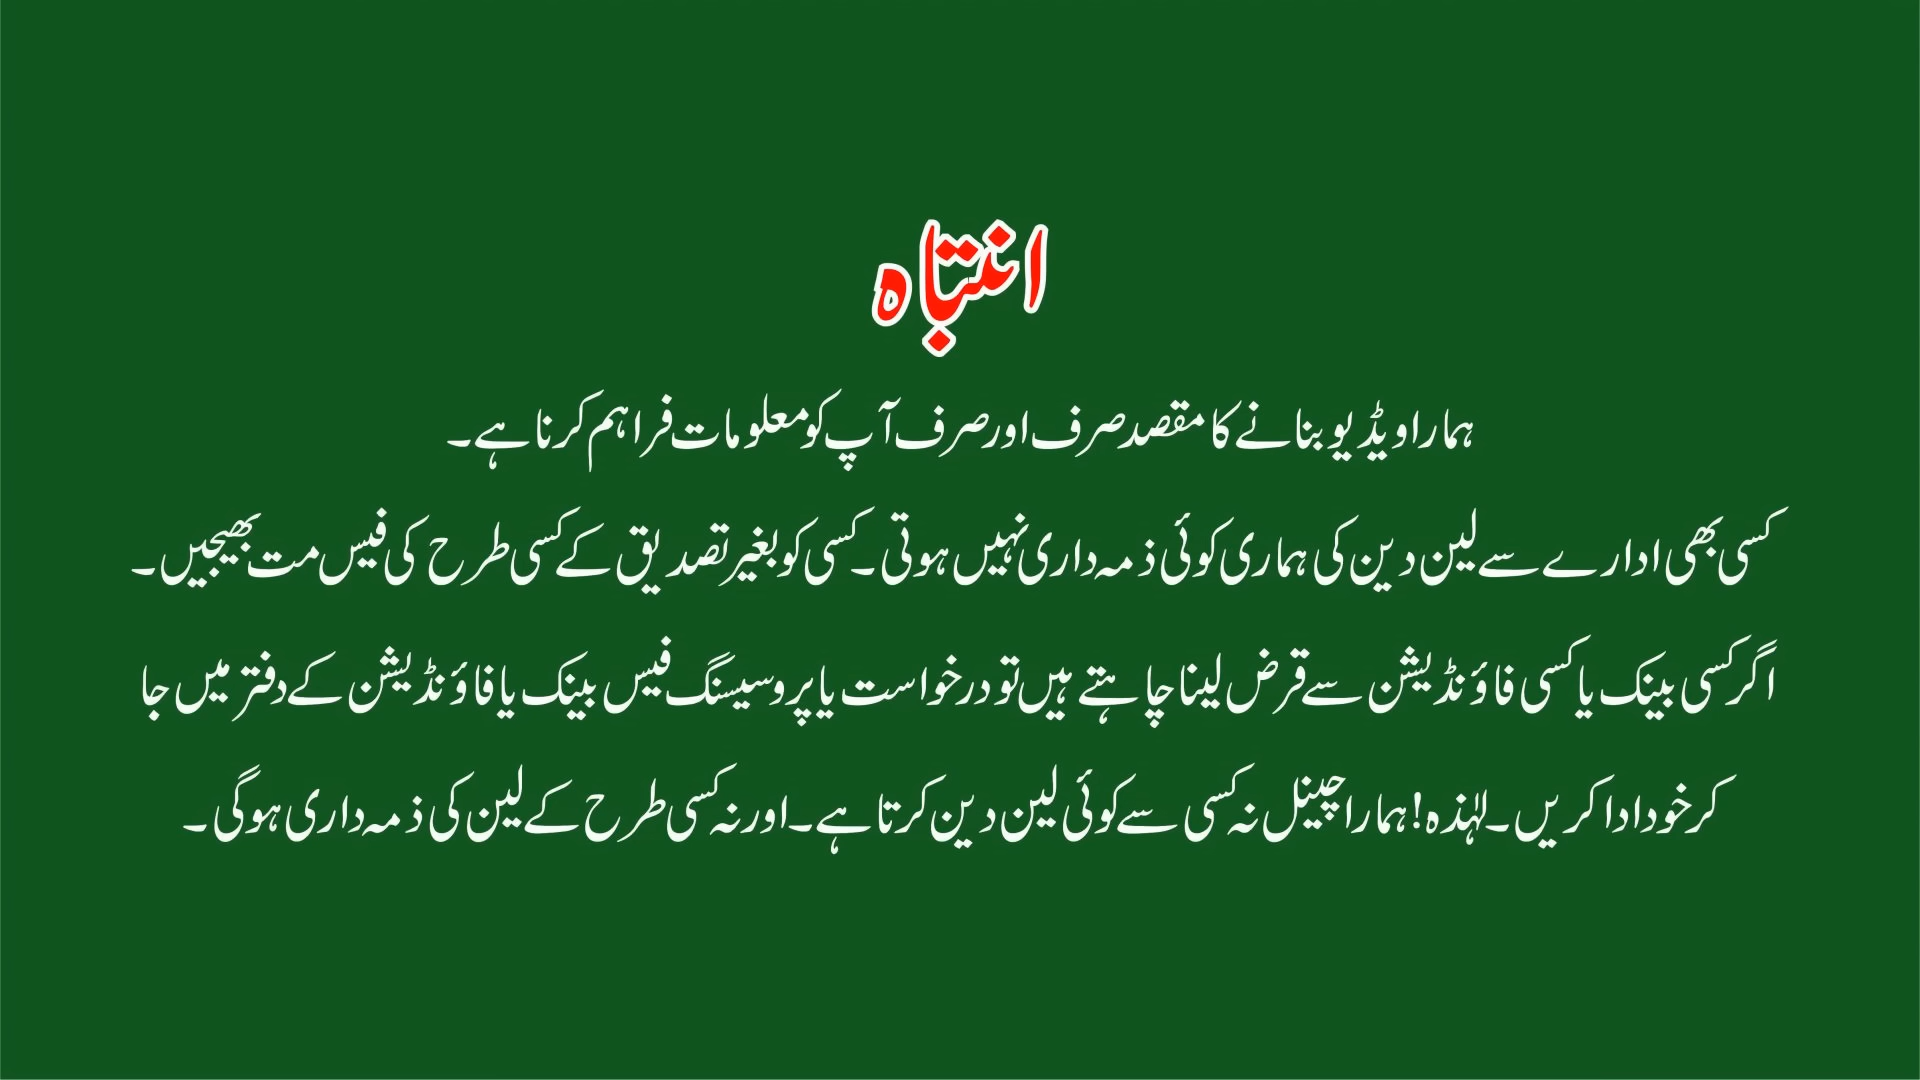 انتباہ
ہمارا ویڈیو بنانے کا مقصد صرف اور صرف آپ کو معلومات فراہم کرنا ہے۔
کسی بھی ادارے سے لین دین کی ہماری کوئی ذمہ داری نہیں ہوتی۔ کسی کو بغیر تصدیق کے کسی طرح کی فیس مت بھیجیں۔
اگر کسی بینک یا کسی فاؤنڈیشن سے قرض لینا چاہتے ہیں تو درخواست یا پروسیسنگ فیس بینک یا فاؤنڈیشن کے دفتر میں جا
کر خود ادا کریں۔ لہٰذہ! ہمارا چینل نہ کسی سے کوئی لین دین کرتا ہے۔ اور نہ کسی طرح کے لین کی ذمہ داری ہوگی۔